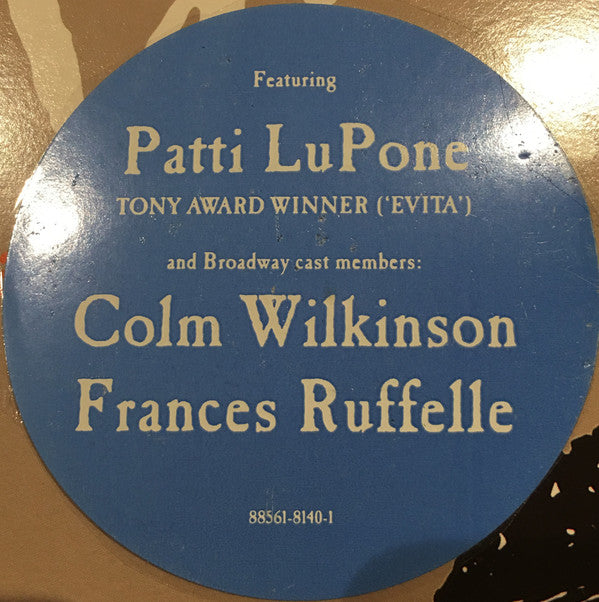 Featuring
Patti LuPone
TONY AWARD WINNER ('EVITA')
and Broadway cast members:
Colm Wilkinson
Frances Ruffelle
88561-8140-1